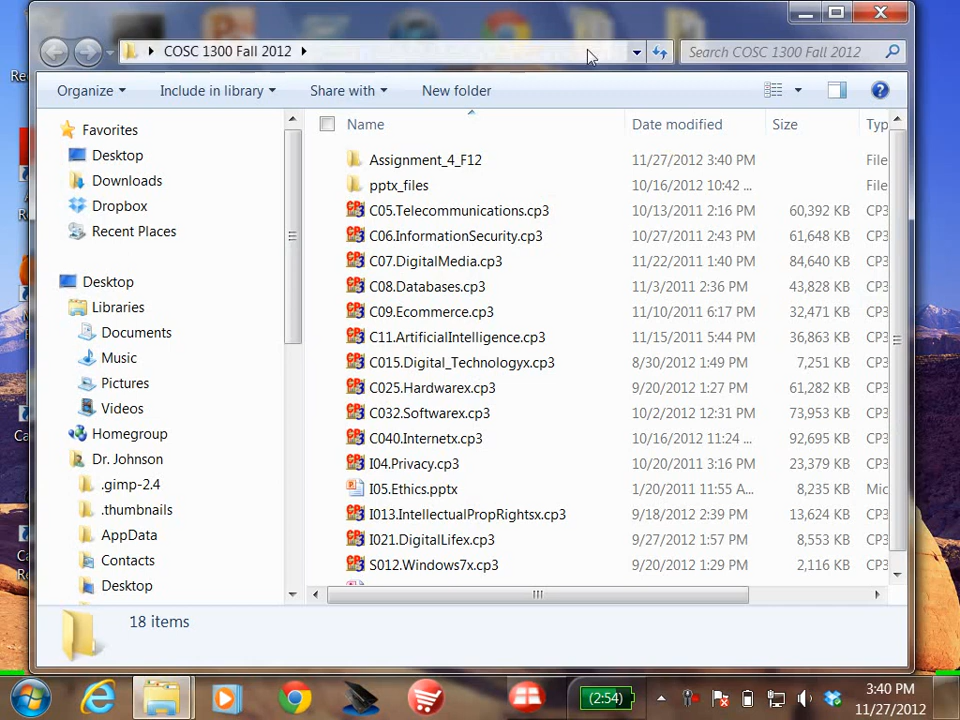 COSC 1300 Fall 2012
Search COSC 1300 Fall 2012
Organize
Include in library
Share with
New folder
Name
Date modified
Size
Typ
Favorites
Desktop
Downloads
Dropbox
Recent Places
Desktop
Libraries
Documents
Music
Pictures
Videos
Homegroup
Dr. Johnson
.gimp-2.4
.thumbnails
AppData
Contacts
Desktop
Assignment_4_F12 11/27/2012 3:40 PM File
pptx_files 10/16/2012 10:42 ... File
C05.Telecommunications.cp3 10/13/2011 2:16 PM 60,392 KB CP3
C06.InformationSecurity.cp3 10/27/2011 2:43 PM 61,648 KB CP3
C07.DigitalMedia.cp3 11/22/2011 1:40 PM 84,640 KB CP3
C08.Databases.cp3 11/3/2011 2:36 PM 43,828 KB CP3
C09.Ecommerce.cp3 11/10/2011 6:17 PM 32,471 KB CP3
C11.ArtificialIntelligence.cp3 11/15/2011 5:44 PM 36,863 KB CP3
C015.Digital_Technologyx.cp3 8/30/2012 1:49 PM 7,251 KB CP3
C025.Hardwarex.cp3 9/20/2012 1:27 PM 61,282 KB CP3
C032.Softwarex.cp3 10/2/2012 12:31 PM 73,953 KB CP3
C040.Internetx.cp3 10/16/2012 11:24 ... 92,695 KB CP3
I04.Privacy.cp3 10/20/2011 3:16 PM 23,379 KB CP3
I05.Ethics.pptx 1/20/2011 11:55 A... 8,235 KB Mic
I013.IntellectualPropRightsx.cp3 9/18/2012 2:39 PM 13,624 KB CP3
I021.DigitalLifex.cp3 9/27/2012 1:57 PM 8,553 KB CP3
S012.Windows7x.cp3 9/20/2012 1:29 PM 2,116 KB CP3
18 items
(2:54)
3:40 PM
11/27/2012